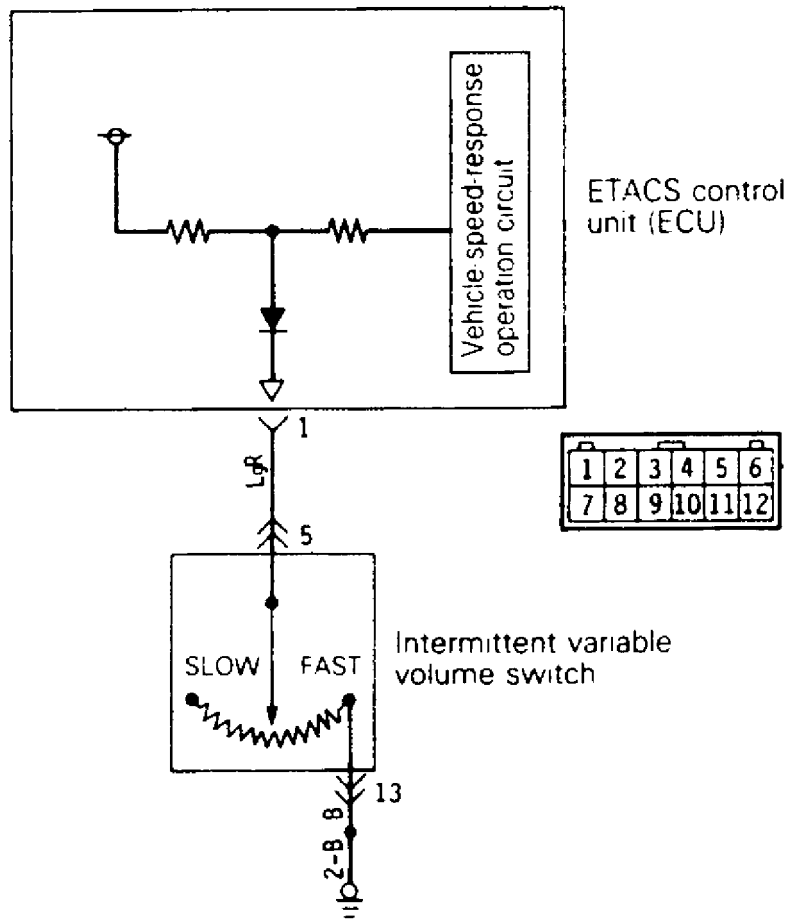 Vehicle-speed-response
operation circuit
ETACS control
unit (ECU)
1
LgR
5
1 2 3 4 5 6
7 8 9 10 11 12
SLOW FAST
Intermittent variable
volume switch
13
B
2-B